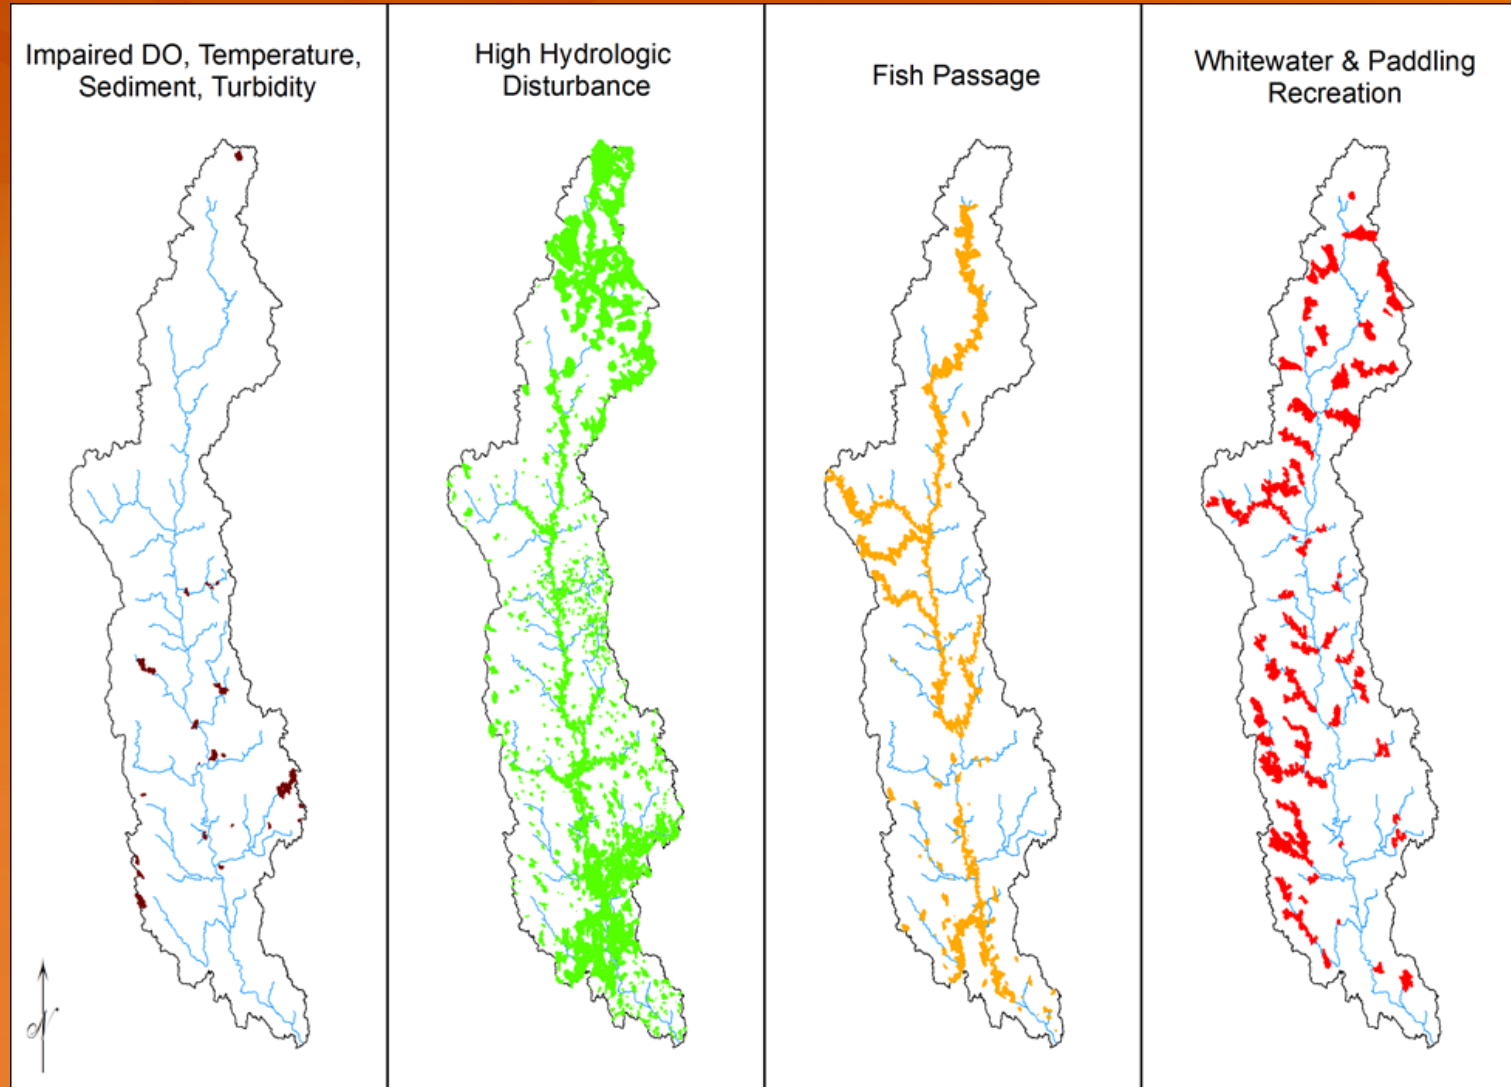 Impaired DO, Temperature,
Sediment, Turbidity
High Hydrologic
Disturbance
Fish Passage
Whitewater & Paddling
Recreation
N